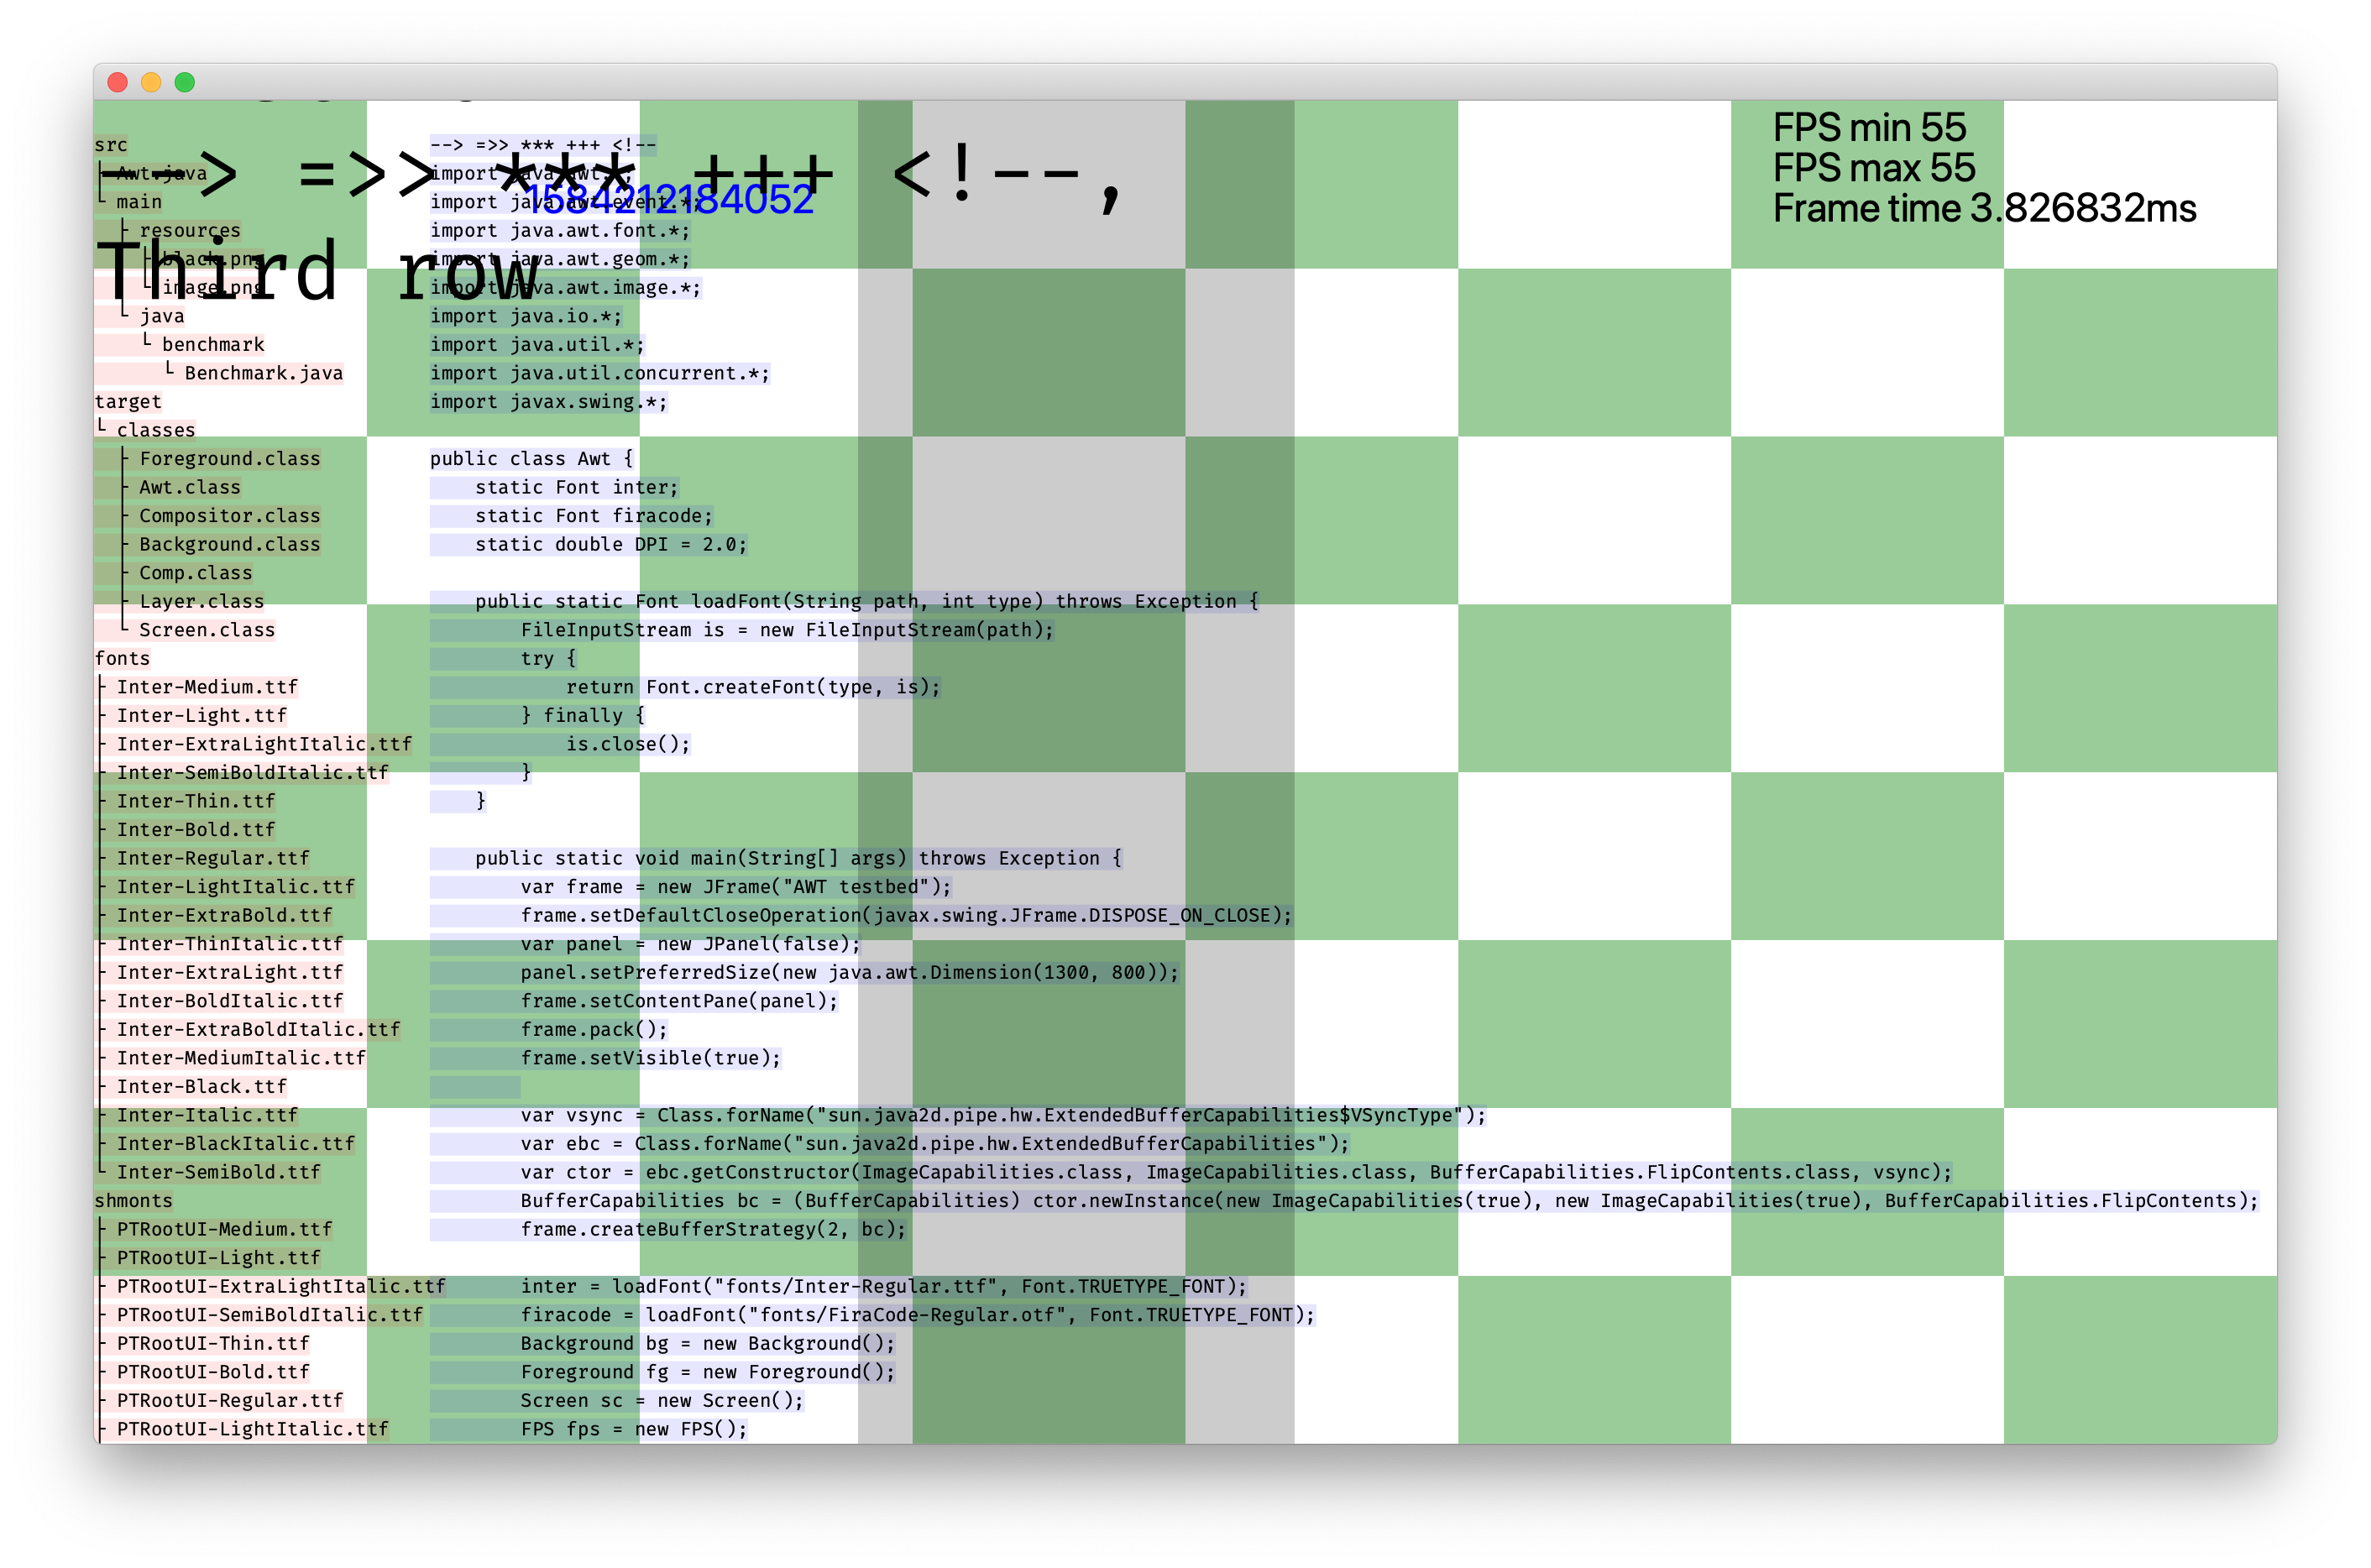 src
├ Awt.java
└ main
  ├ resources
  │ ├ black.png
  │ └ image.png
  └ java
    └ benchmark
      └ Benchmark.java
target
└ classes
  ├ Foreground.class
  ├ Awt.class
  ├ Compositor.class
  ├ Background.class
  ├ Comp.class
  ├ Layer.class
  └ Screen.class
fonts
├ Inter-Medium.ttf
├ Inter-Light.ttf
├ Inter-ExtraLightItalic.ttf
├ Inter-SemiBoldItalic.ttf
├ Inter-Thin.ttf
├ Inter-Bold.ttf
├ Inter-Regular.ttf
├ Inter-LightItalic.ttf
├ Inter-ExtraBold.ttf
├ Inter-ThinItalic.ttf
├ Inter-ExtraLight.ttf
├ Inter-BoldItalic.ttf
├ Inter-ExtraBoldItalic.ttf
├ Inter-MediumItalic.ttf
├ Inter-Black.ttf
├ Inter-Italic.ttf
├ Inter-BlackItalic.ttf
└ Inter-SemiBold.ttf
shmonts
├ PTRootUI-Medium.ttf
├ PTRootUI-Light.ttf
├ PTRootUI-ExtraLightItalic.ttf
├ PTRootUI-SemiBoldItalic.ttf
├ PTRootUI-Thin.ttf
├ PTRootUI-Bold.ttf
├ PTRootUI-Regular.ttf
├ PTRootUI-LightItalic.ttf
--> =>> *** +++ <!--
import java.awt.*;
import java.awt.event.*;
import java.awt.font.*;
import java.awt.geom.*;
import java.awt.image.*;
import java.io.*;
import java.util.*;
import java.util.concurrent.*;
import javax.swing.*;
public class Awt {
    static Font inter;
    static Font firacode;
    static double DPI = 2.0;
    public static Font loadFont(String path, int type) throws Exception {
        FileInputStream is = new FileInputStream(path);
        try {
            return Font.createFont(type, is);
        } finally {
            is.close();
        }
    }
    public static void main(String[] args) throws Exception {
        var frame = new JFrame("AWT testbed");
        frame.setDefaultCloseOperation(javax.swing.JFrame.DISPOSE_ON_CLOSE);
        var panel = new JPanel(false);
        panel.setPreferredSize(new java.awt.Dimension(1300, 800));
        frame.setContentPane(panel);
        frame.pack();
        frame.setVisible(true);
        var vsync = Class.forName("sun.java2d.pipe.hw.ExtendedBufferCapabilities$VSyncType");
        var ebc = Class.forName("sun.java2d.pipe.hw.ExtendedBufferCapabilities");
        var ctor = ebc.getConstructor(ImageCapabilities.class, ImageCapabilities.class, BufferCapabilities.FlipContents.class, vsync);
        BufferCapabilities bc = (BufferCapabilities) ctor.newInstance(new ImageCapabilities(true), new ImageCapabilities(true), BufferCapabilities.FlipContents);
        frame.createBufferStrategy(2, bc);
        inter = loadFont("fonts/Inter-Regular.ttf", Font.TRUETYPE_FONT);
        firacode = loadFont("fonts/FiraCode-Regular.otf", Font.TRUETYPE_FONT);
        Background bg = new Background();
        Foreground fg = new Foreground();
        Screen sc = new Screen();
        FPS fps = new FPS();
--> =>> *** +++ <!--,
Third row
1584212184052
FPS min 55
FPS max 55
Frame time 3.826832ms